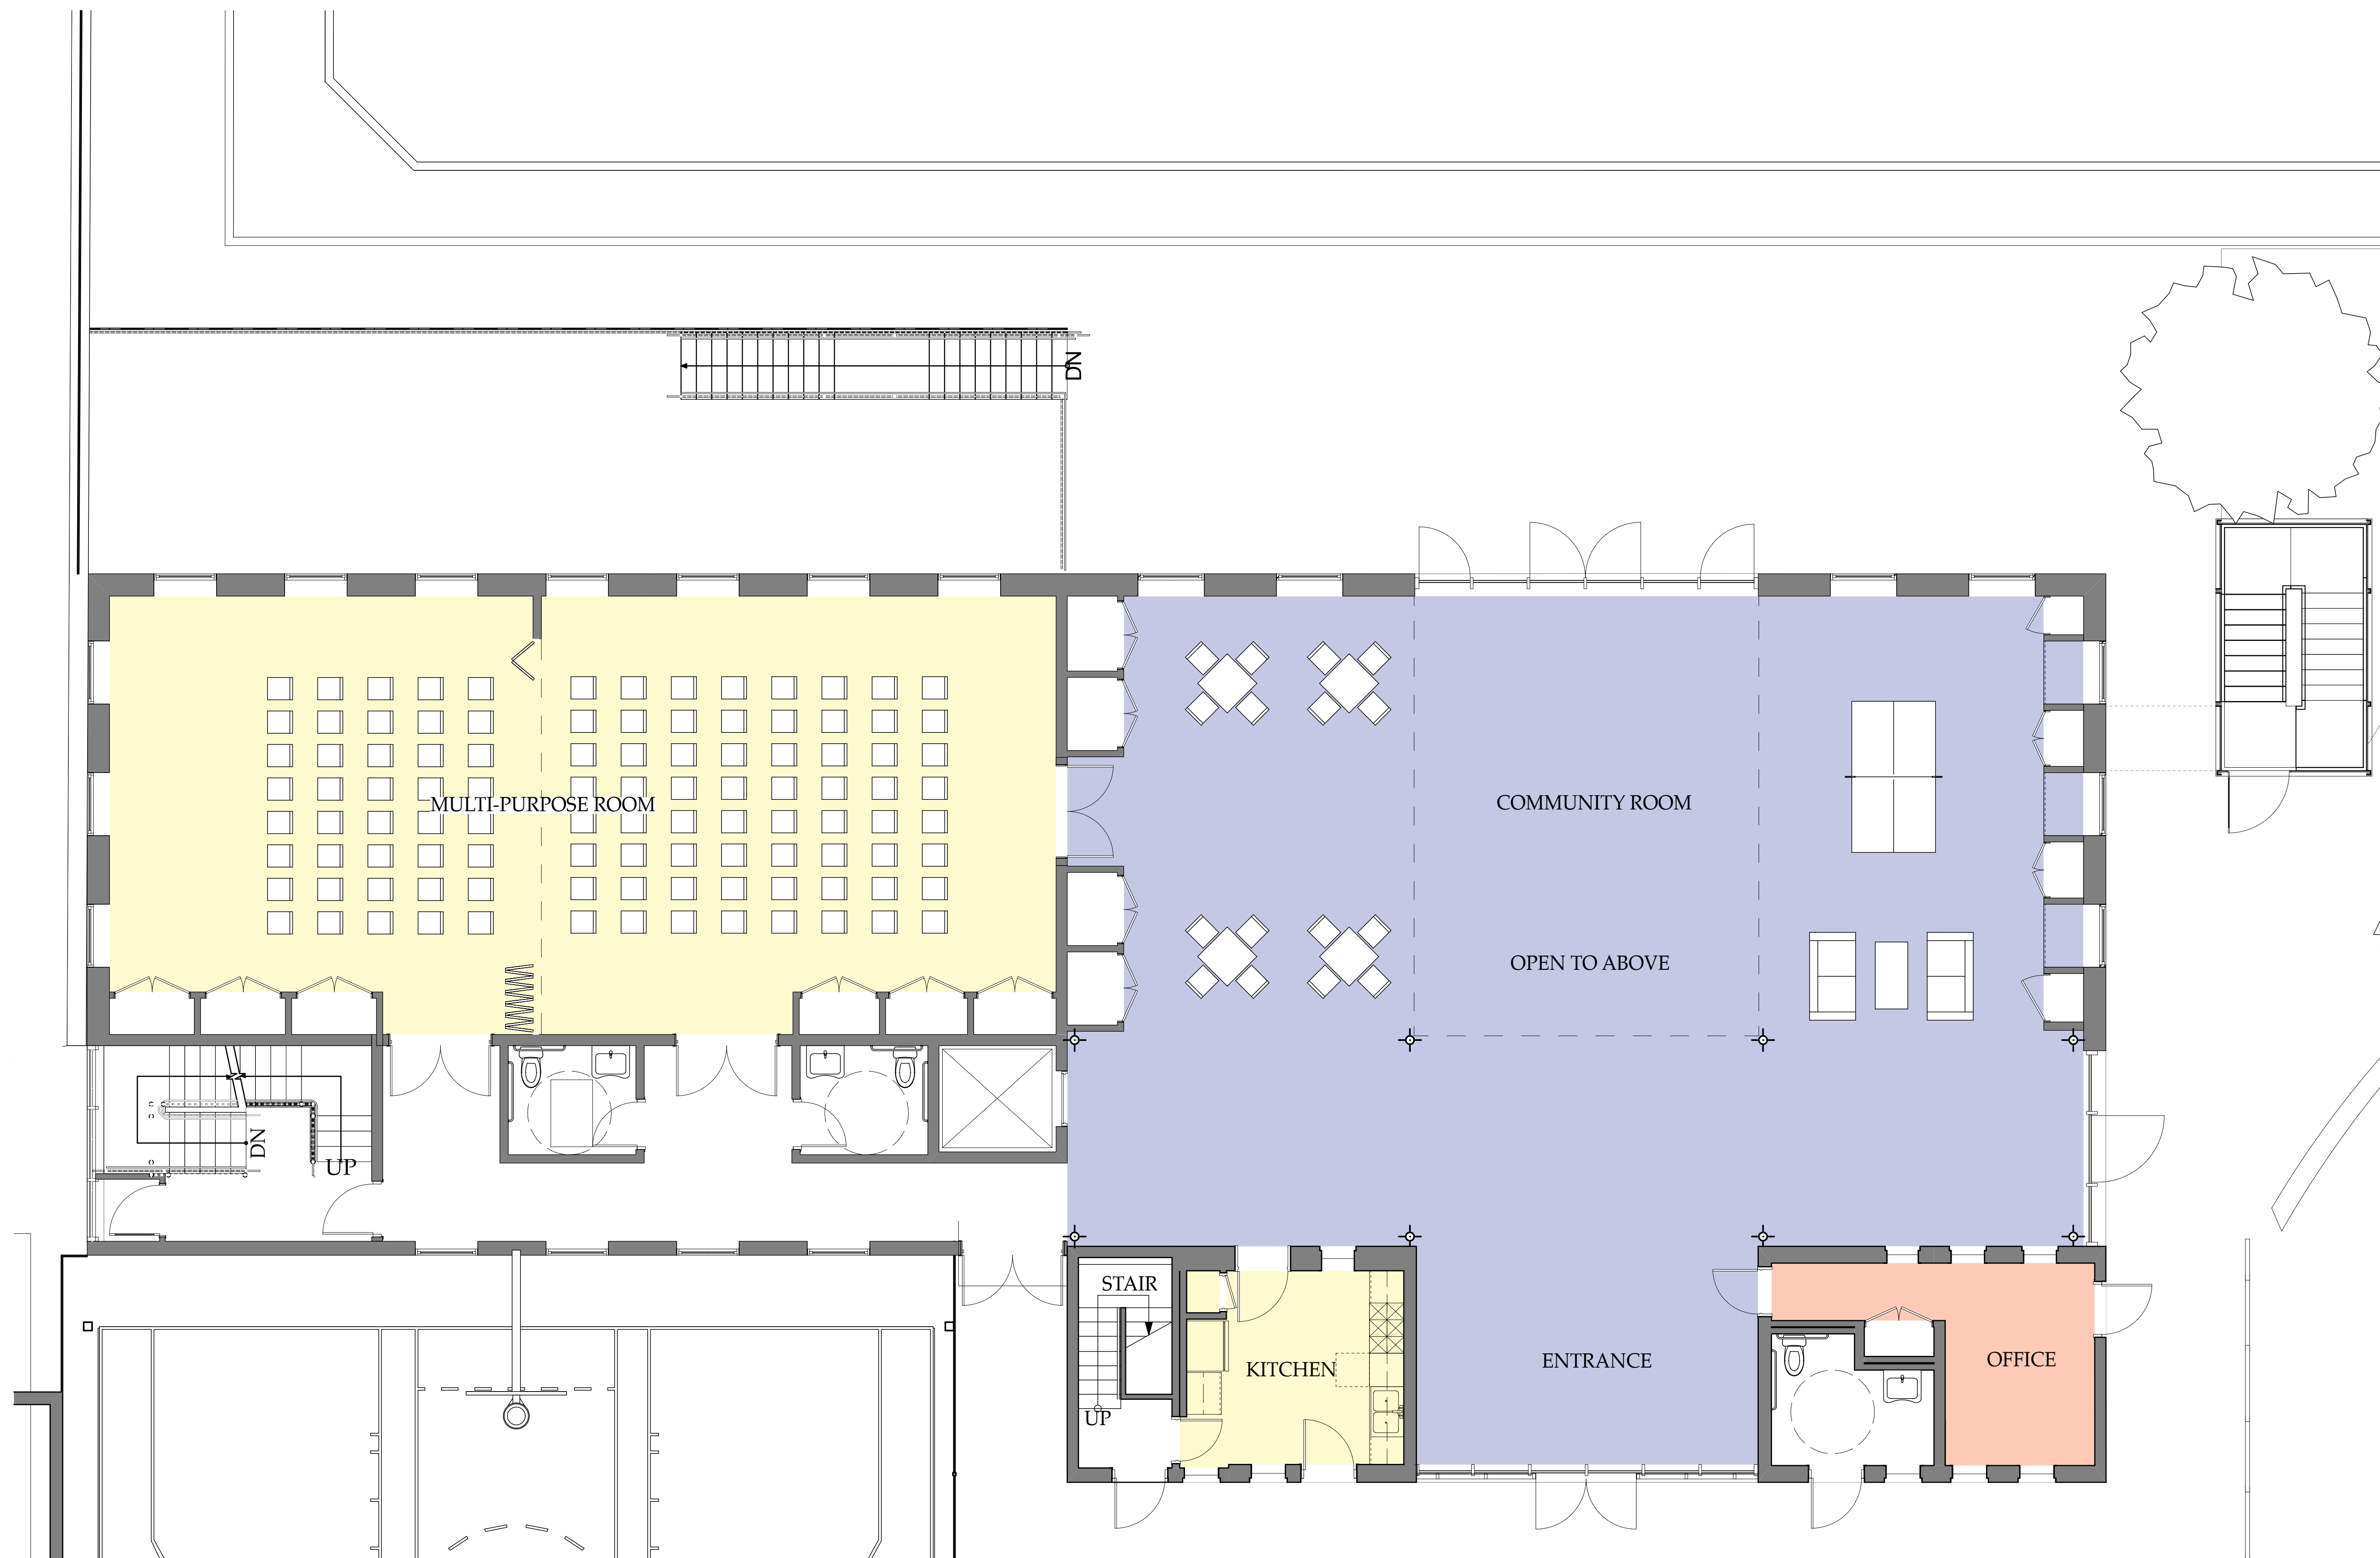 DN
MULTI-PURPOSE ROOM
COMMUNITY ROOM
OPEN TO ABOVE
DN
UP
STAIR
KITCHEN
ENTRANCE
OFFICE
UP